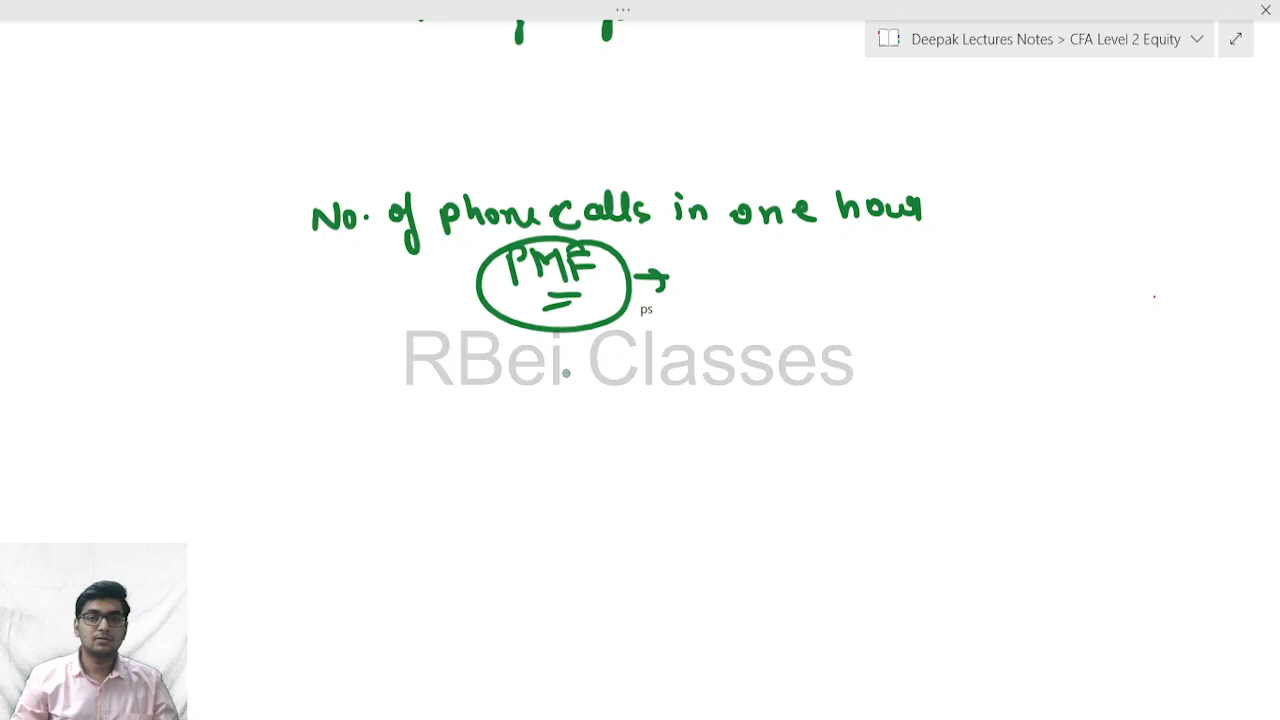 Deepak Lectures Notes > CFA Level 2 Equity
No. of phone calls in one hour
PMF →
ps
RBei Classes